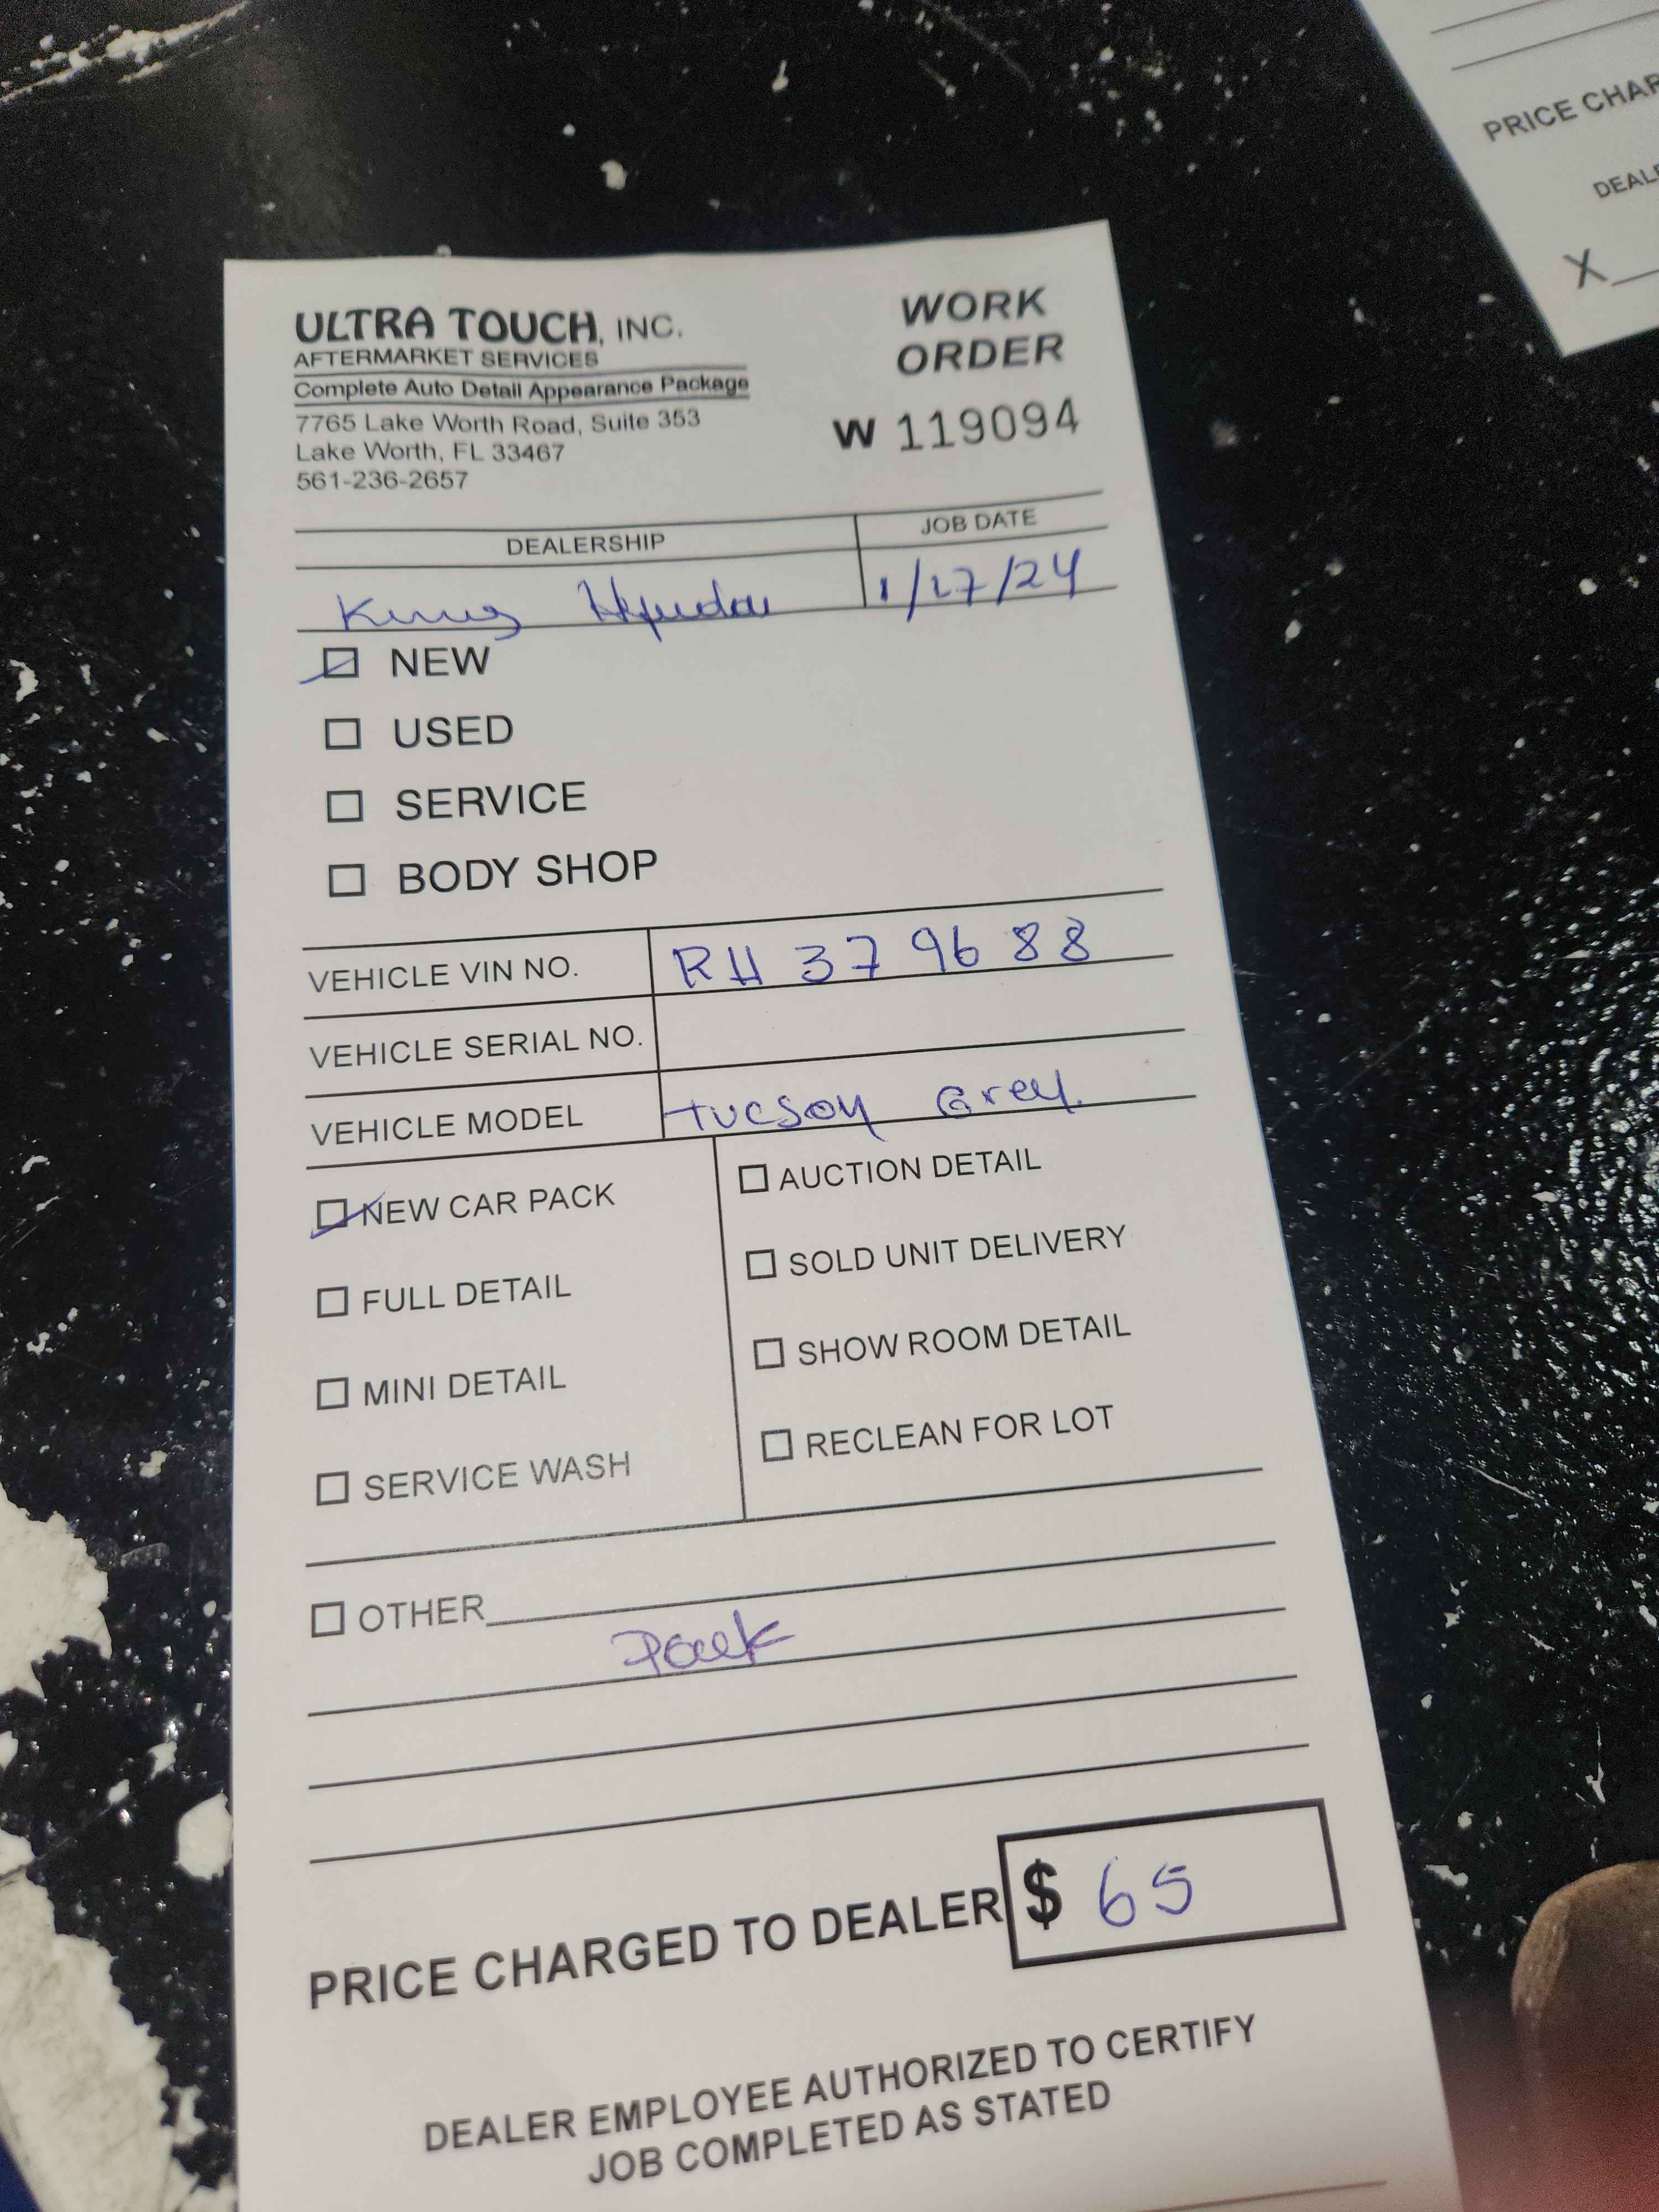 ULTRA TOUCH, INC.
AFTERMARKET SERVICES
Complete Auto Detail Appearance Package
7765 Lake Worth Road, Suite 353
Lake Worth, FL 33467
561-236-2657
WORK
ORDER
W 119094
DEALERSHIP
JOB DATE
King Hyundai
1/17/24
NEW
USED
SERVICE
BODY SHOP
VEHICLE VIN NO. RH 379688
VEHICLE SERIAL NO.
VEHICLE MODEL Tucson Grey.
NEW CAR PACK
FULL DETAIL
MINI DETAIL
SERVICE WASH
AUCTION DETAIL
SOLD UNIT DELIVERY
SHOW ROOM DETAIL
RECLEAN FOR LOT
OTHER
Pack
PRICE CHARGED TO DEALER $ 65
DEALER EMPLOYEE AUTHORIZED TO CERTIFY
JOB COMPLETED AS STATED
PRICE CHAR
DEALE
X